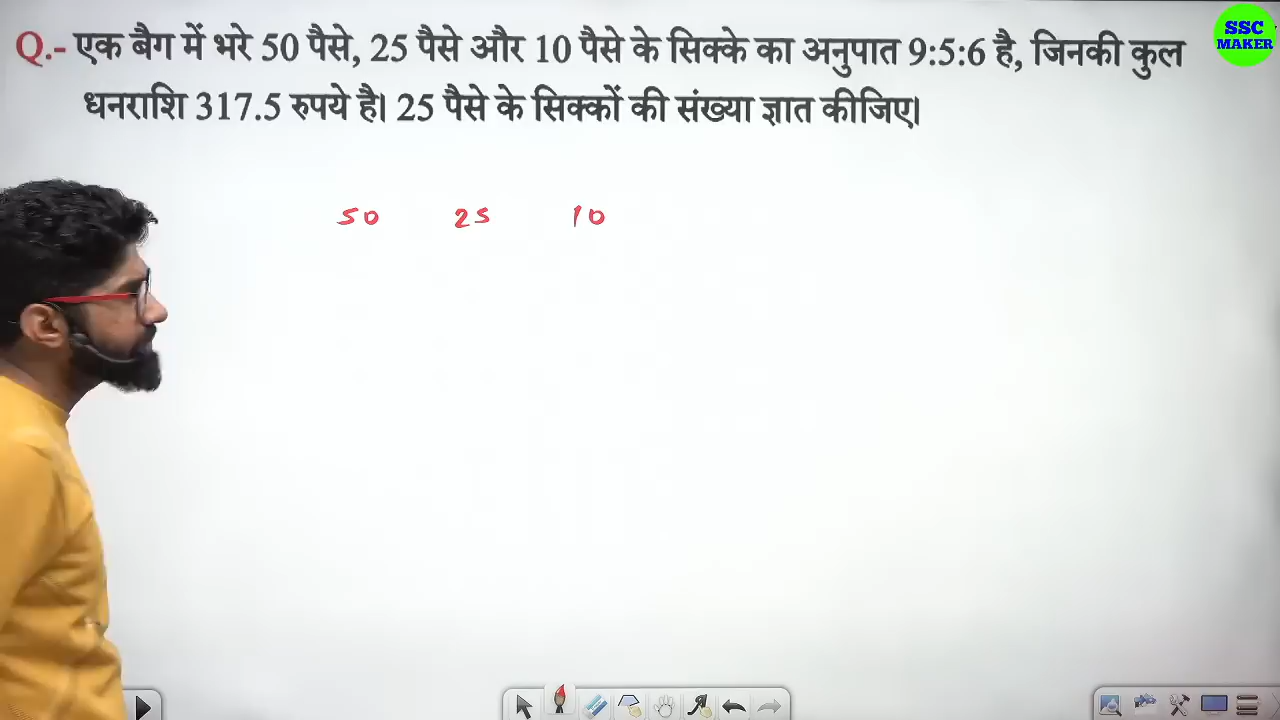 SSC
MAKER
Q.- एक बैग में भरे 50 पैसे, 25 पैसे और 10 पैसे के सिक्के का अनुपात 9:5:6 है, जिनकी कुल
धनराशि 317.5 रुपये है। 25 पैसे के सिक्कों की संख्या ज्ञात कीजिए।
50 25 10